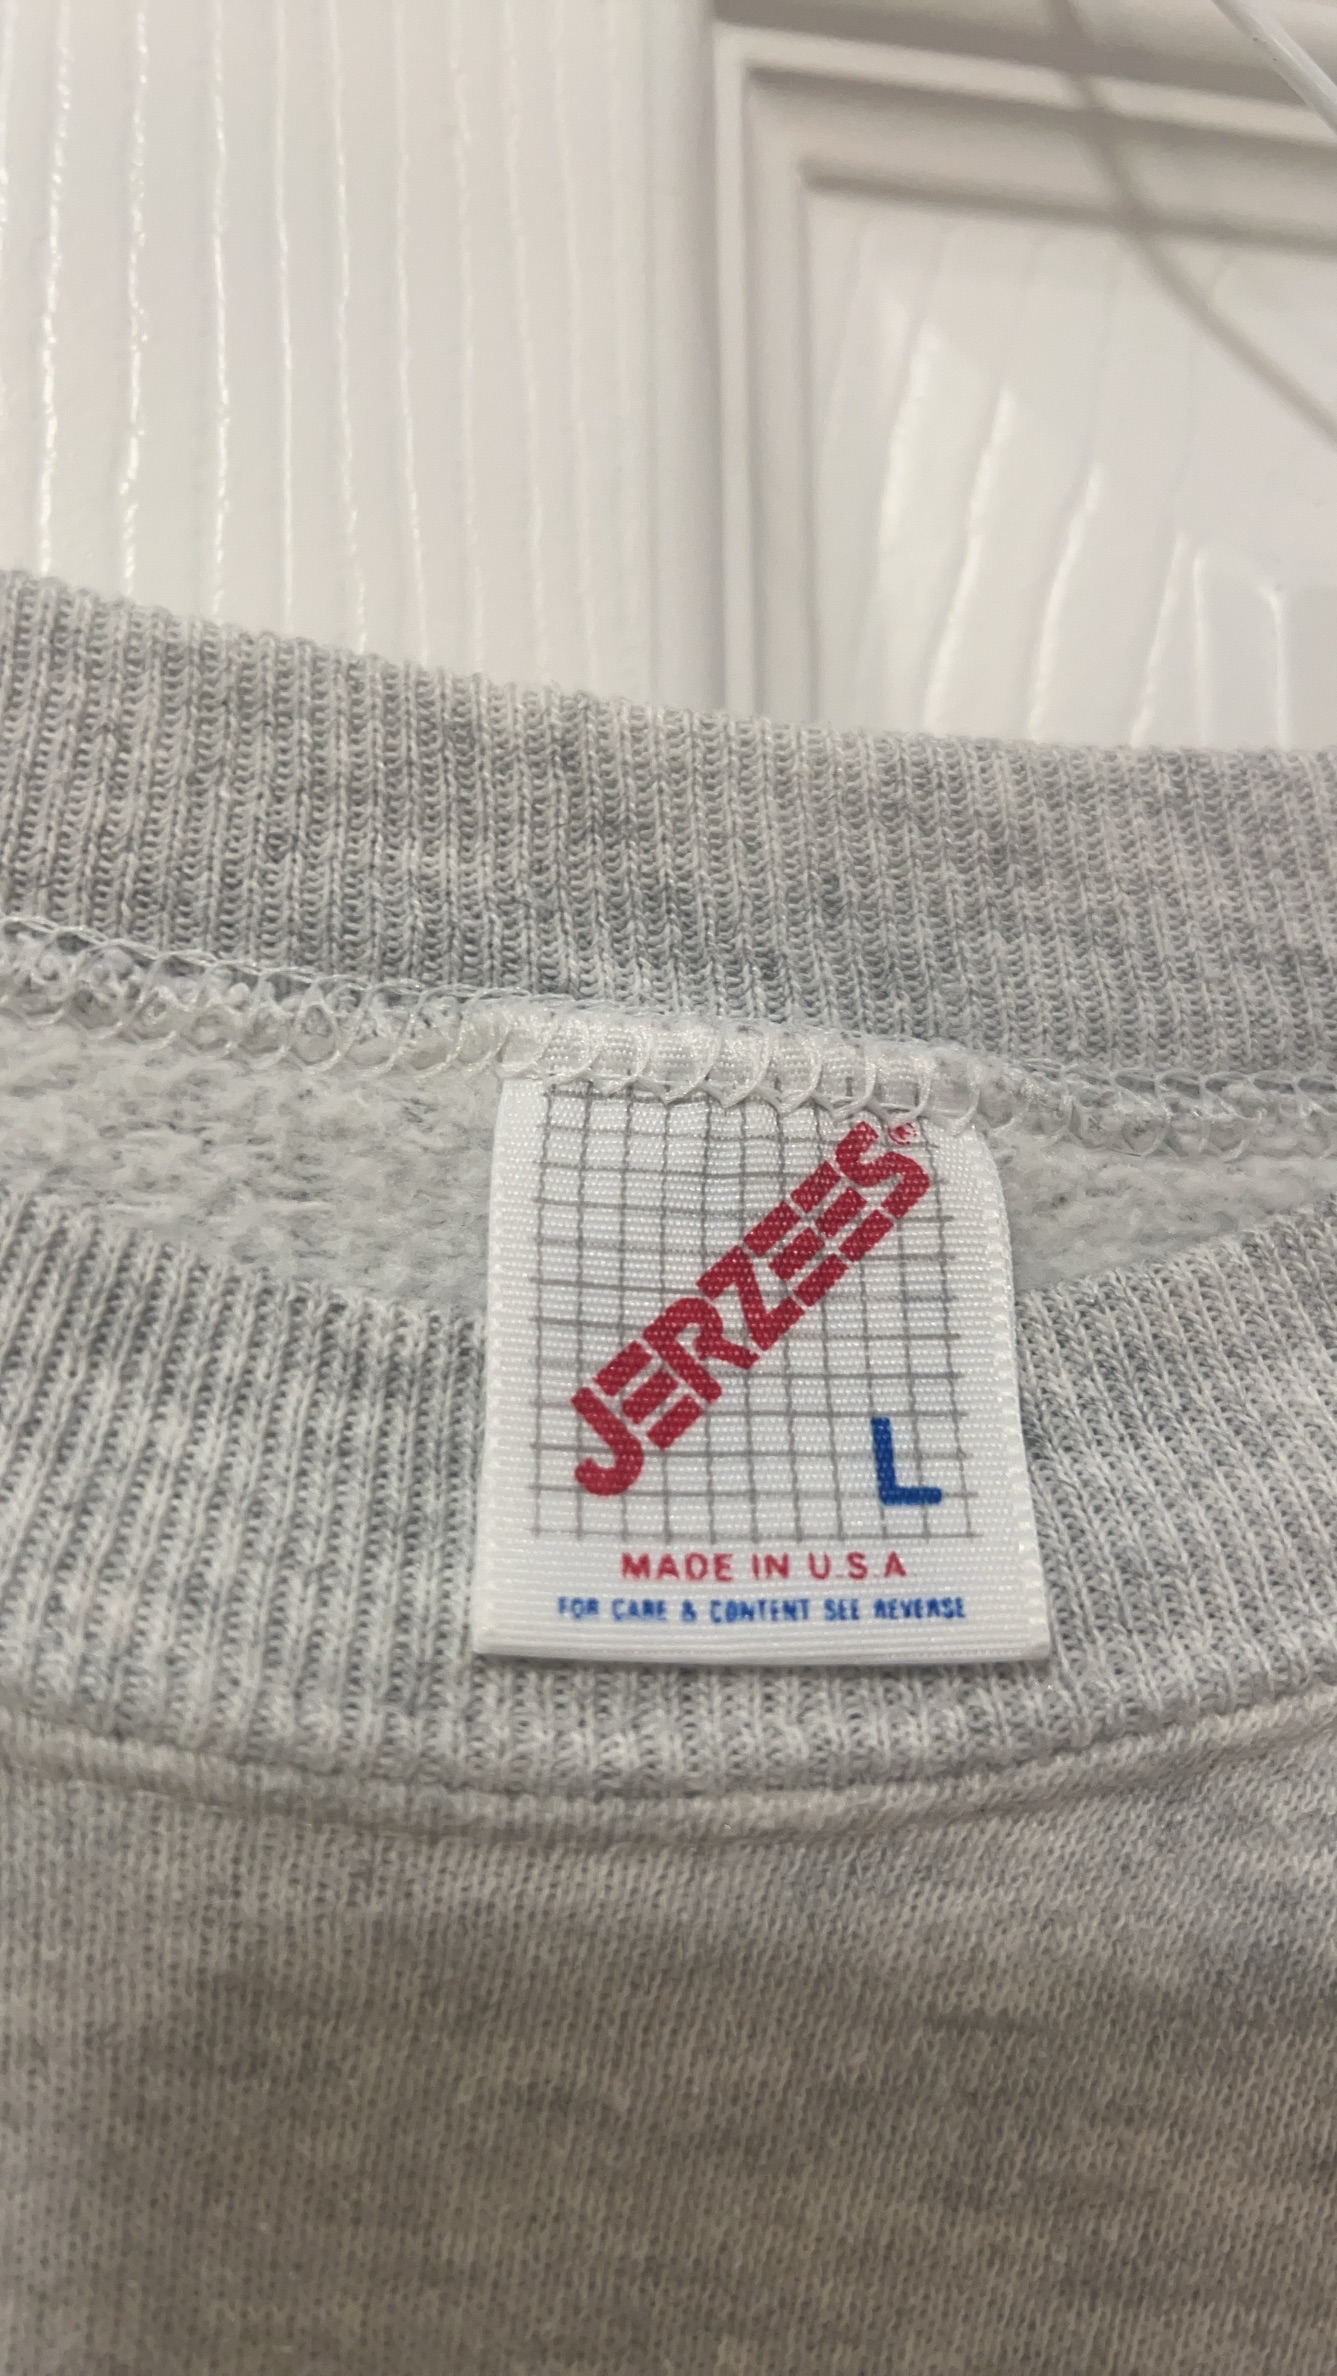 JERZEES®
L
MADE IN U.S.A
FOR CARE & CONTENT SEE REVERSE